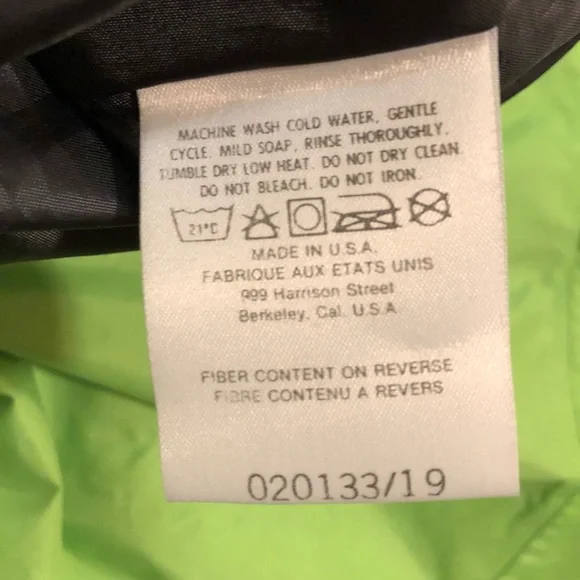 MACHINE WASH COLD WATER, GENTLE
CYCLE. MILD SOAP, RINSE THOROUGHLY.
TUMBLE DRY LOW HEAT. DO NOT DRY CLEAN.
DO NOT BLEACH. DO NOT IRON.
21°C
MADE IN U.S.A.
FABRIQUE AUX ETATS UNIS
999 Harrison Street
Berkeley, Cal. U.S.A.
FIBER CONTENT ON REVERSE
FIBRE CONTENU A REVERS
020133/19